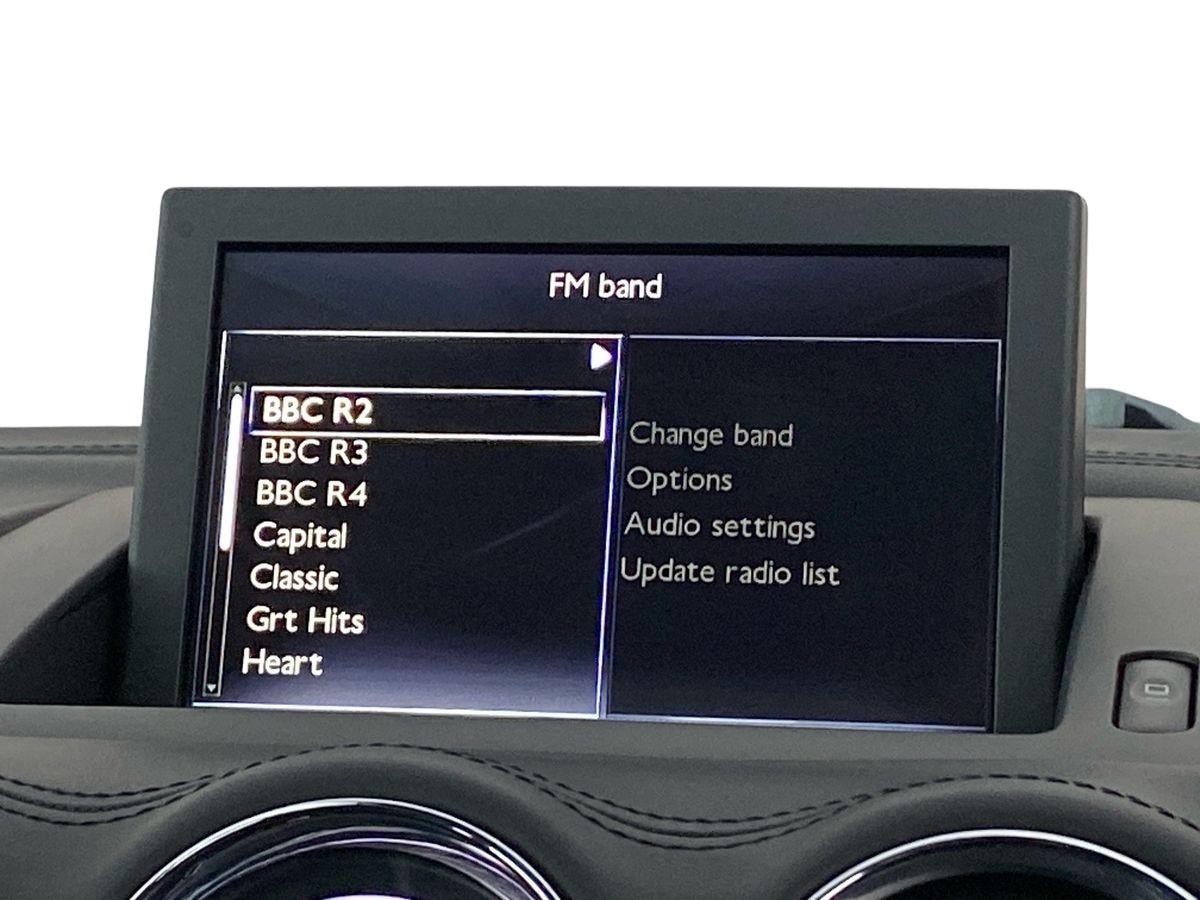 FM band
BBC R2
BBC R3
BBC R4
Capital
Classic
Grt Hits
Heart
Change band
Options
Audio settings
Update radio list